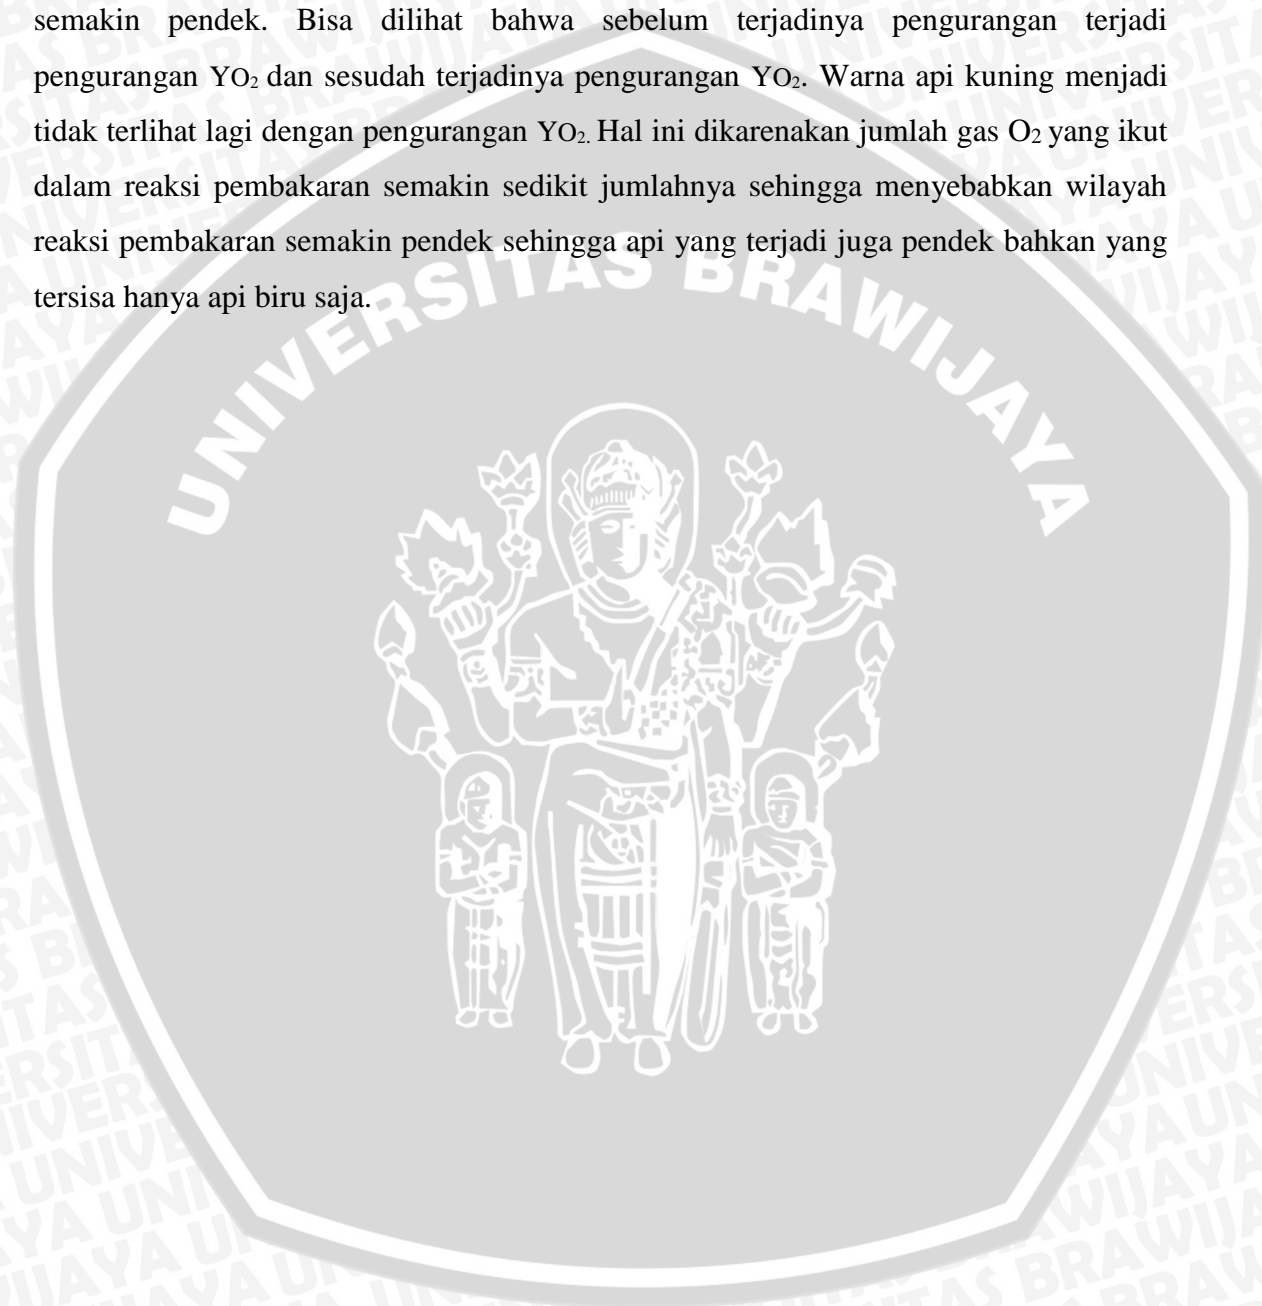 semakin pendek. Bisa dilihat bahwa sebelum terjadinya pengurangan terjadi
pengurangan YO₂ dan sesudah terjadinya pengurangan YO₂. Warna api kuning menjadi
tidak terlihat lagi dengan pengurangan YO₂. Hal ini dikarenakan jumlah gas O₂ yang ikut
dalam reaksi pembakaran semakin sedikit jumlahnya sehingga menyebabkan wilayah
reaksi pembakaran semakin pendek sehingga api yang terjadi juga pendek bahkan yang
tersisa hanya api biru saja.
UNIVERSITAS BRAWIJAYA